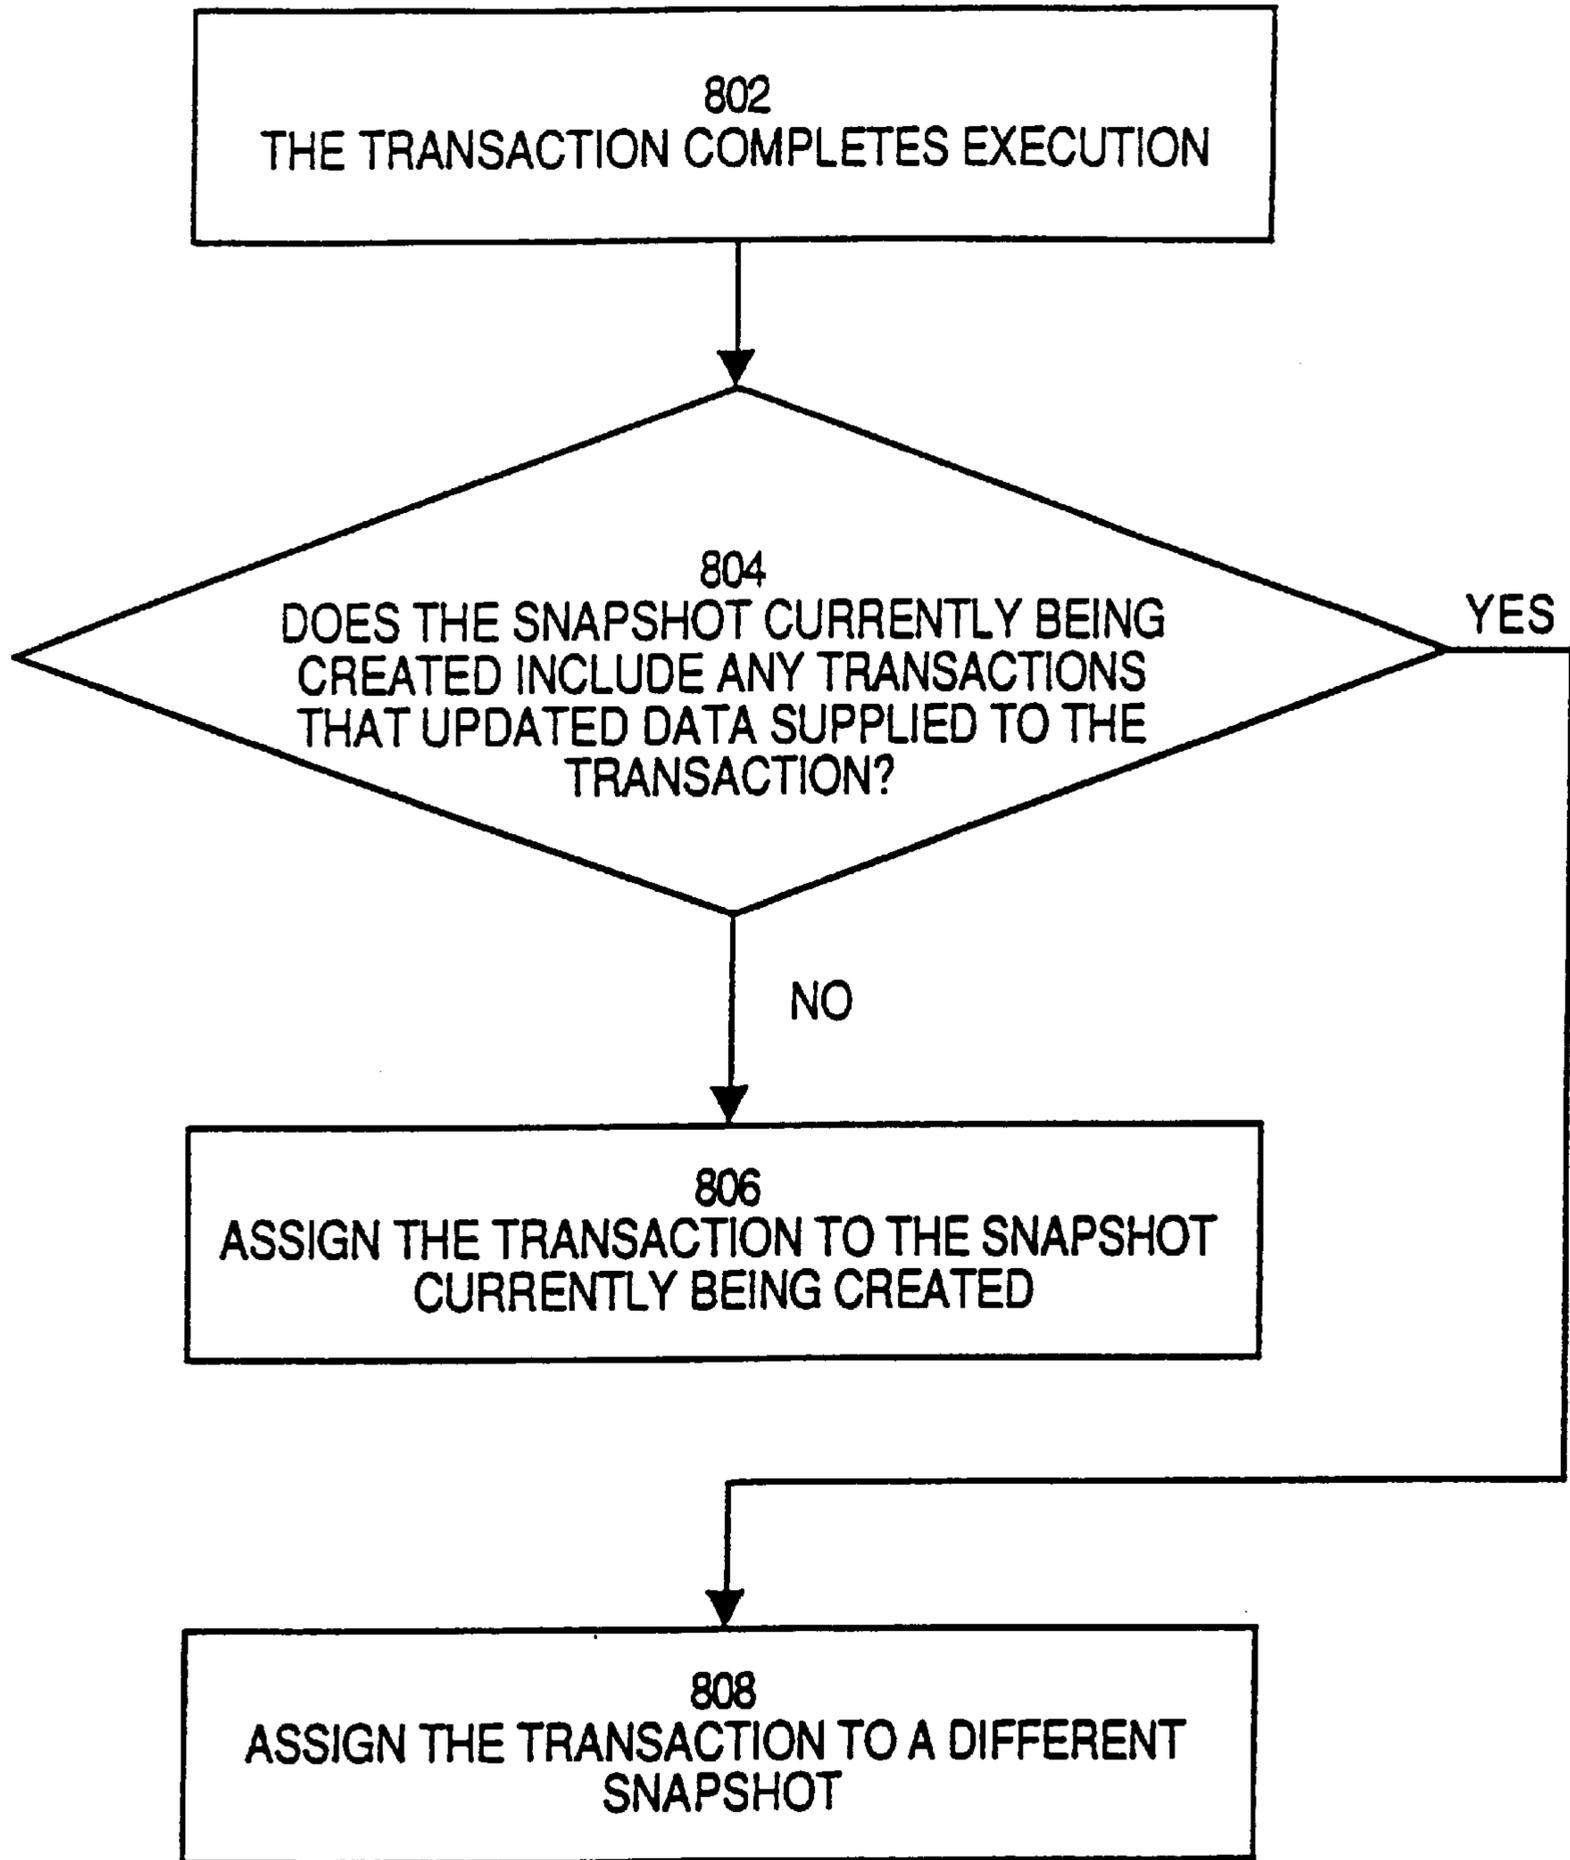 802
THE TRANSACTION COMPLETES EXECUTION
804
DOES THE SNAPSHOT CURRENTLY BEING
CREATED INCLUDE ANY TRANSACTIONS
THAT UPDATED DATA SUPPLIED TO THE
TRANSACTION?
YES
NO
806
ASSIGN THE TRANSACTION TO THE SNAPSHOT
CURRENTLY BEING CREATED
808
ASSIGN THE TRANSACTION TO A DIFFERENT
SNAPSHOT